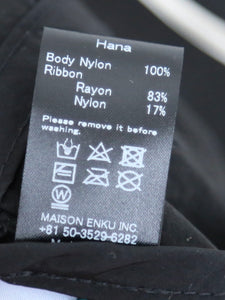 Hana
Body Nylon 100%
Ribbon
Rayon 83%
Nylon 17%
Please remove it before
washing.
MAISON ENKU INC.
+81 50-3529-6282